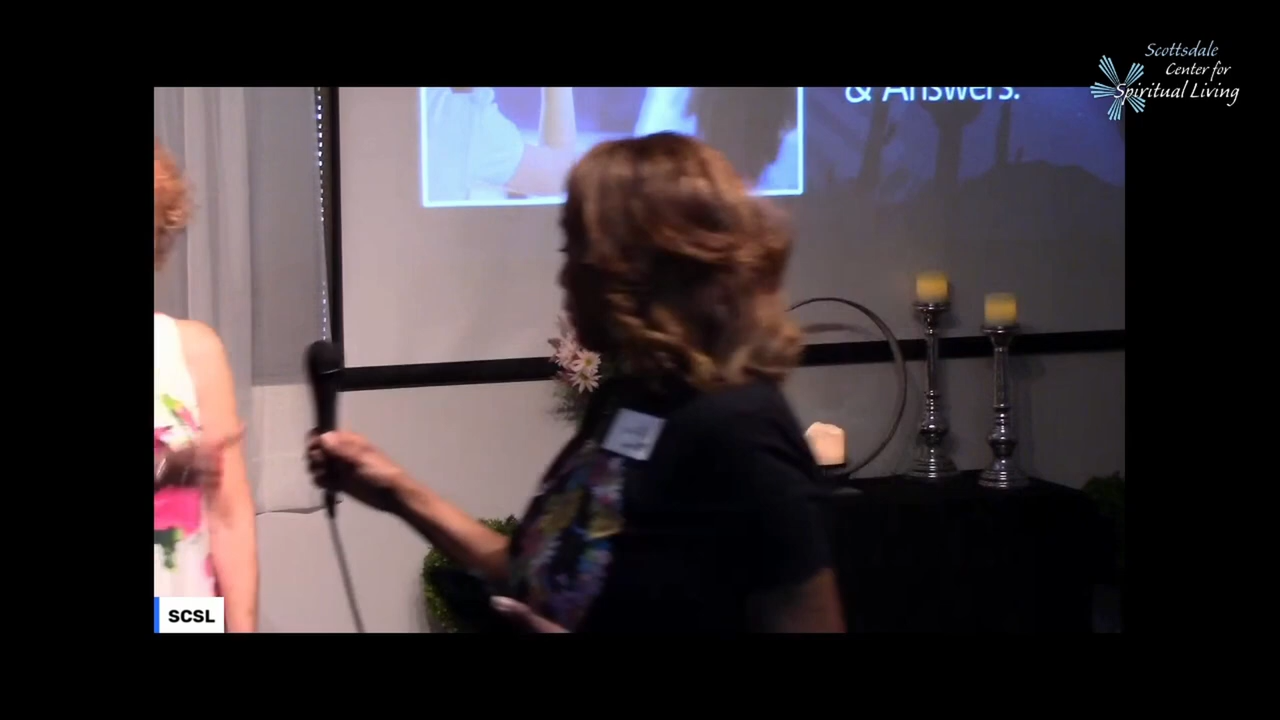 Scottsdale
Center for
Spiritual Living
& Answers.
SCSL